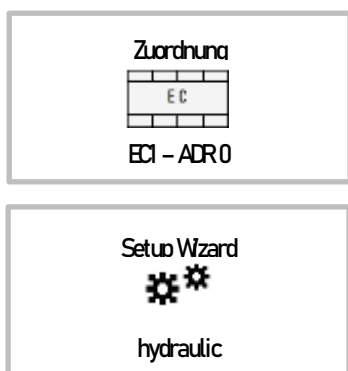 Zuordnung
EC
EC1 – ADR 0
Setup Wizard
hydraulic